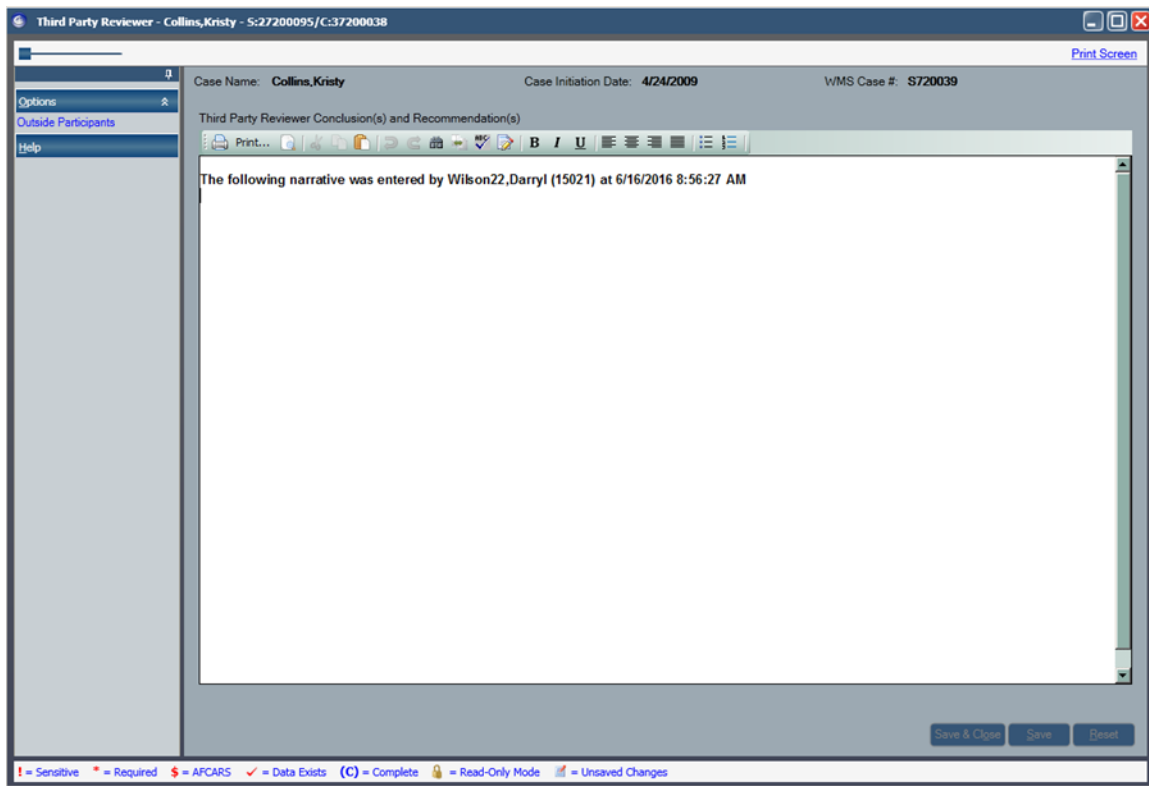 Third Party Reviewer - Collins,Kristy - S:27200095/C:37200038
Print Screen
Options
Outside Participants
Help
Case Name: Collins,Kristy Case Initiation Date: 4/24/2009 WMS Case #: S720039
Third Party Reviewer Conclusion(s) and Recommendation(s)
Print... ABC B I U
The following narrative was entered by Wilson22,Darryl (15021) at 6/16/2016 8:56:27 AM
Save & Close Save Reset
! = Sensitive * = Required $ = AFCARS ✓ = Data Exists (C) = Complete = Read-Only Mode = Unsaved Changes